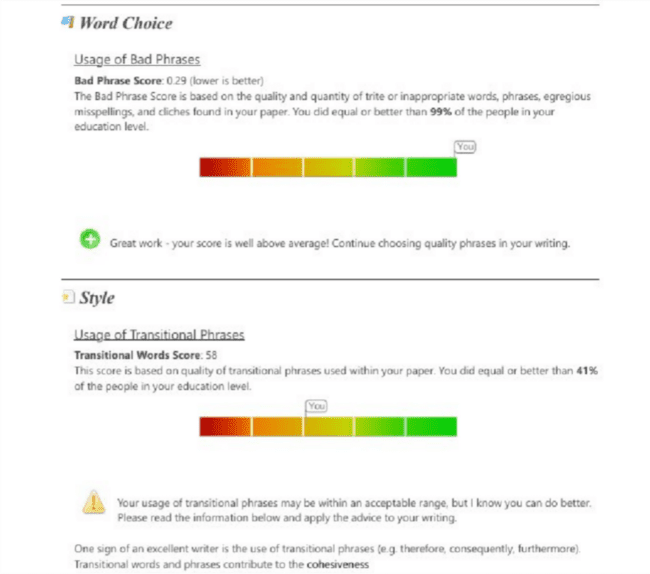 Word Choice
Usage of Bad Phrases
Bad Phrase Score: 0.29 (lower is better)
The Bad Phrase Score is based on the quality and quantity of trite or inappropriate words, phrases, egregious
misspellings, and cliches found in your paper. You did equal or better than 99% of the people in your
education level.
You
Great work - your score is well above average! Continue choosing quality phrases in your writing.
Style
Usage of Transitional Phrases
Transitional Words Score: 58
This score is based on quality of transitional phrases used within your paper. You did equal or better than 41%
of the people in your education level.
You
Your usage of transitional phrases may be within an acceptable range, but I know you can do better.
Please read the information below and apply the advice to your writing.
One sign of an excellent writer is the use of transitional phrases (e.g. therefore, consequently, furthermore).
Transitional words and phrases contribute to the cohesiveness